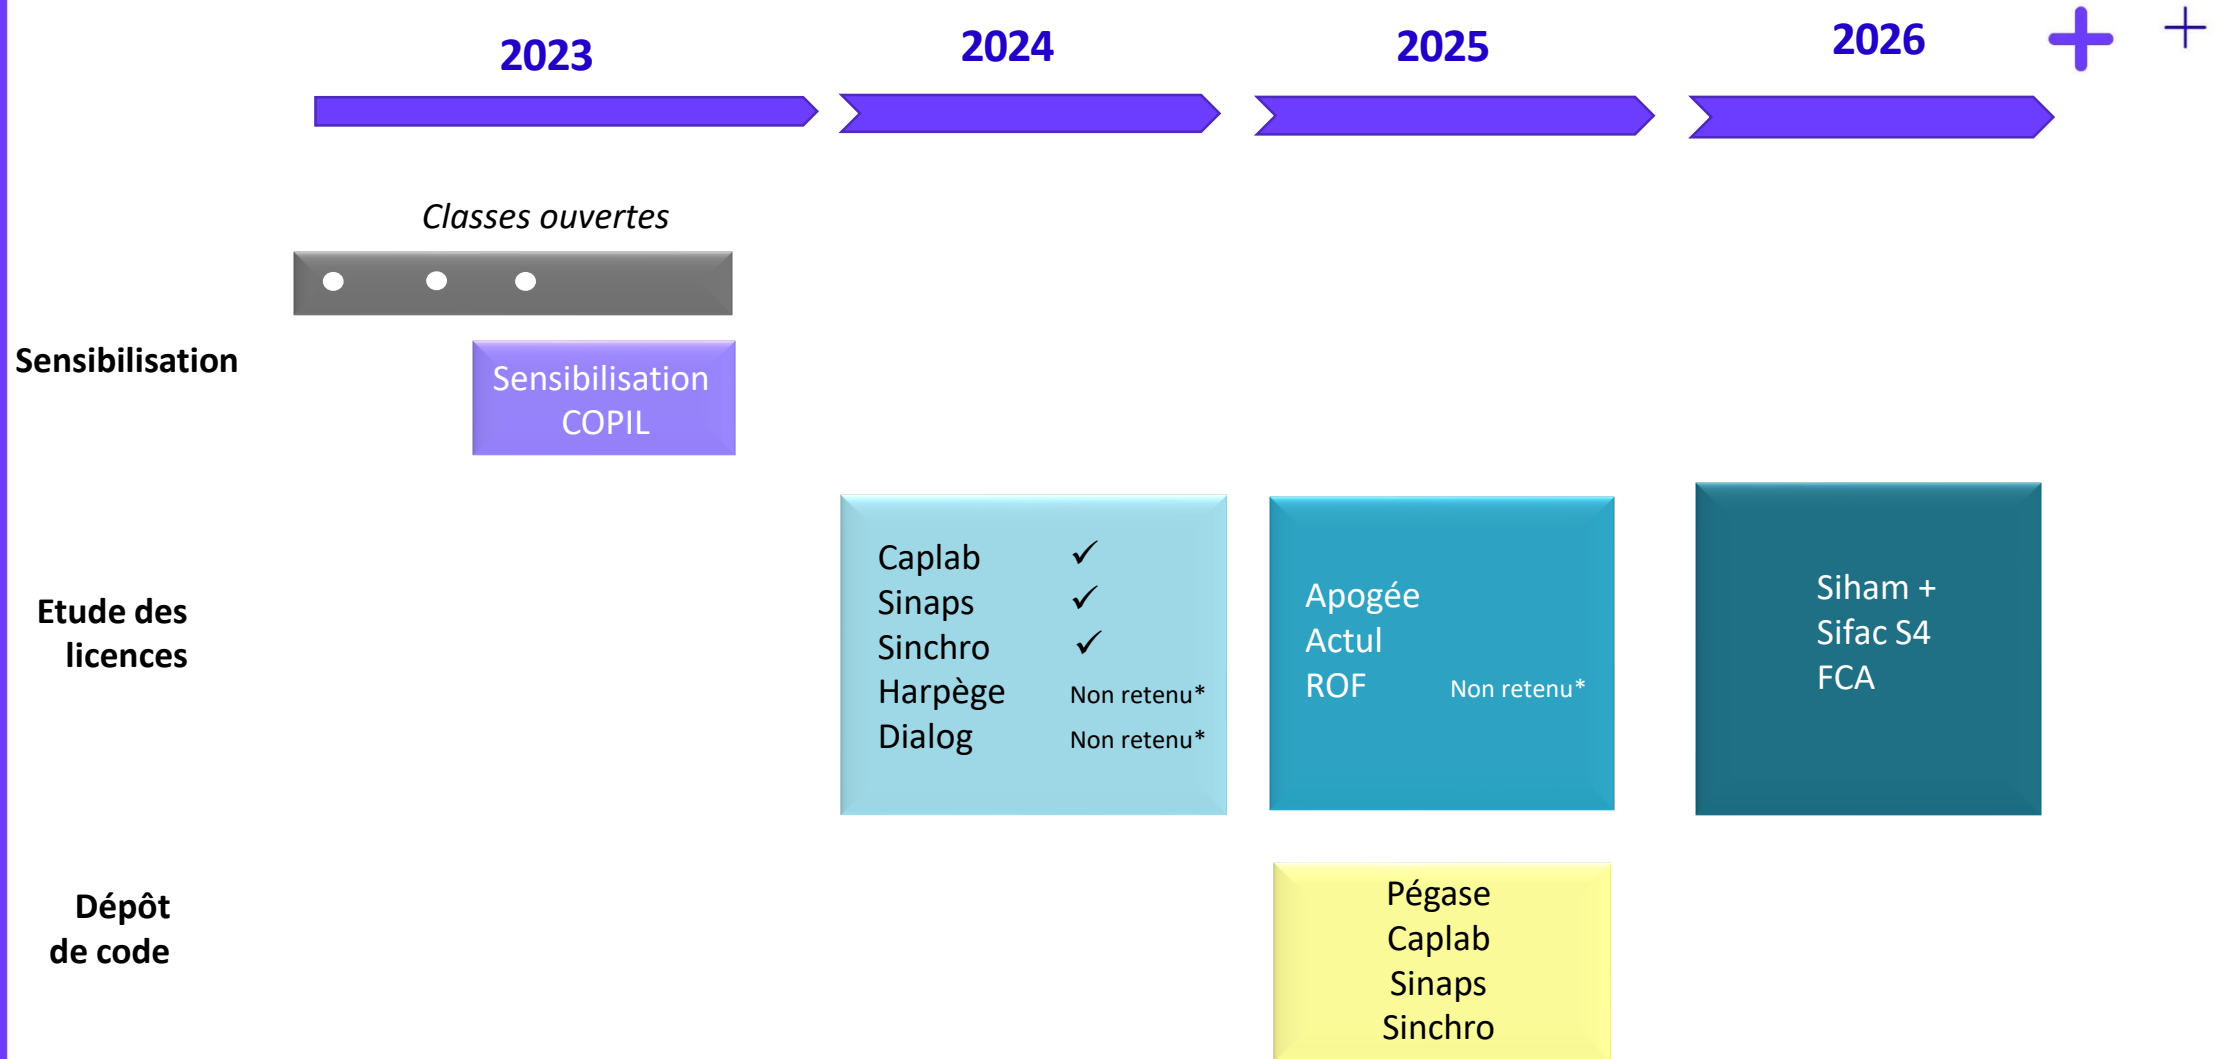 2023
2024
2025
2026
Classes ouvertes
Sensibilisation
Sensibilisation
COPIL
Etude des
licences
Caplab ✓
Sinaps ✓
Sinchro ✓
Harpège Non retenu*
Dialog Non retenu*
Apogée
Actul
ROF Non retenu*
Siham +
Sifac S4
FCA
Dépôt
de code
Pégase
Caplab
Sinaps
Sinchro